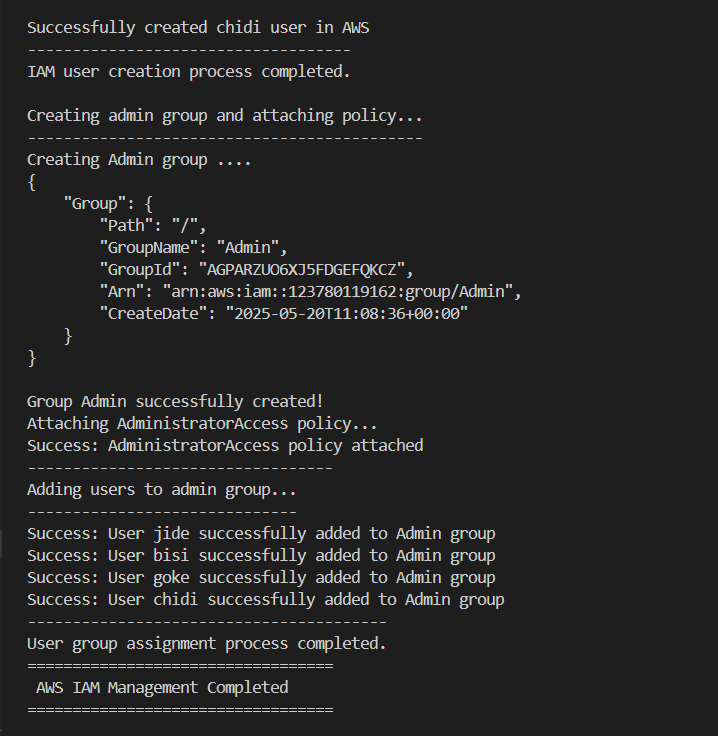 Successfully created chidi user in AWS
------------------------------------
IAM user creation process completed.

Creating admin group and attaching policy...
--------------------------------------------
Creating Admin group ....
{
    "Group": {
        "Path": "/",
        "GroupName": "Admin",
        "GroupId": "AGPARZUO6XJ5FDGEFQKCZ",
        "Arn": "arn:aws:iam::123780119162:group/Admin",
        "CreateDate": "2025-05-20T11:08:36+00:00"
    }
}

Group Admin successfully created!
Attaching AdministratorAccess policy...
Success: AdministratorAccess policy attached
----------------------------------
Adding users to admin group...
------------------------------
Success: User jide successfully added to Admin group
Success: User bisi successfully added to Admin group
Success: User goke successfully added to Admin group
Success: User chidi successfully added to Admin group
----------------------------------------
User group assignment process completed.
==================================
 AWS IAM Management Completed
==================================